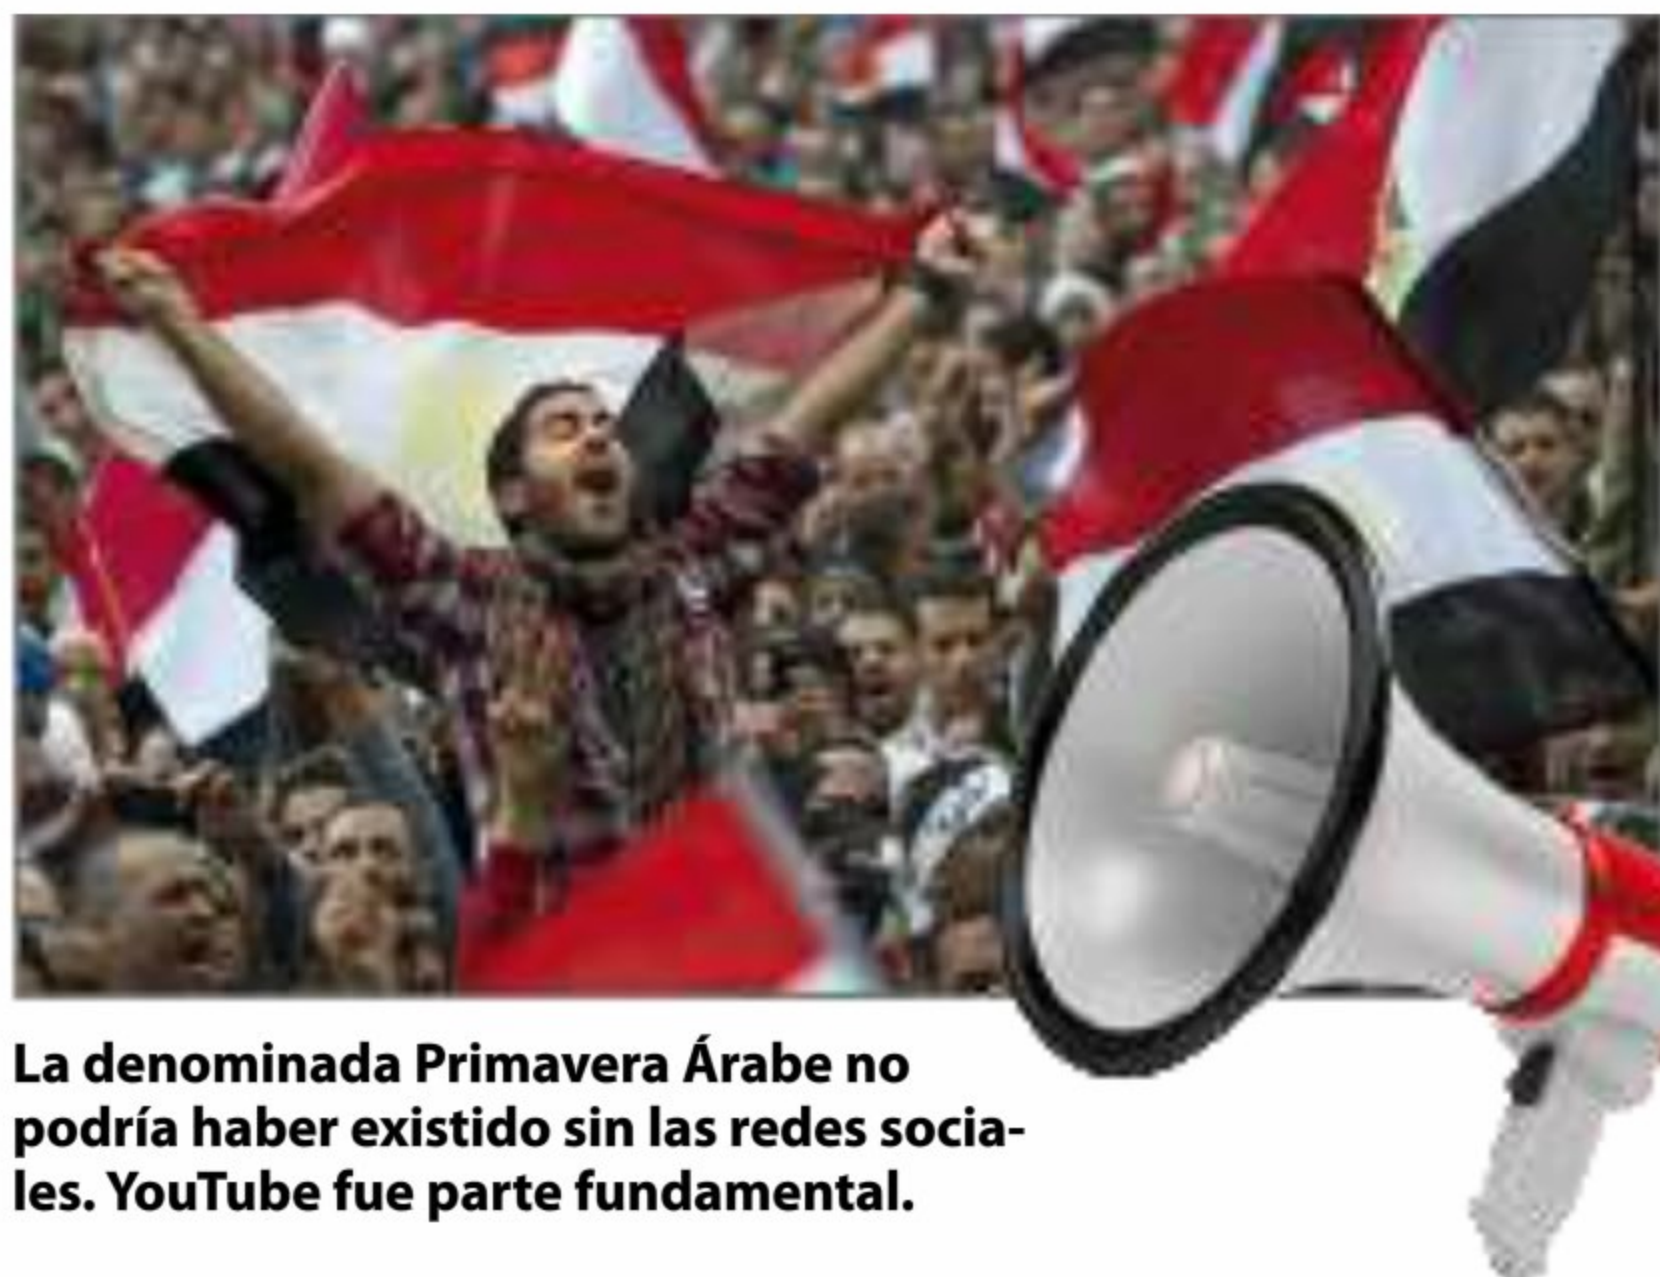 La denominada Primavera Árabe no
podría haber existido sin las redes socia-
les. YouTube fue parte fundamental.